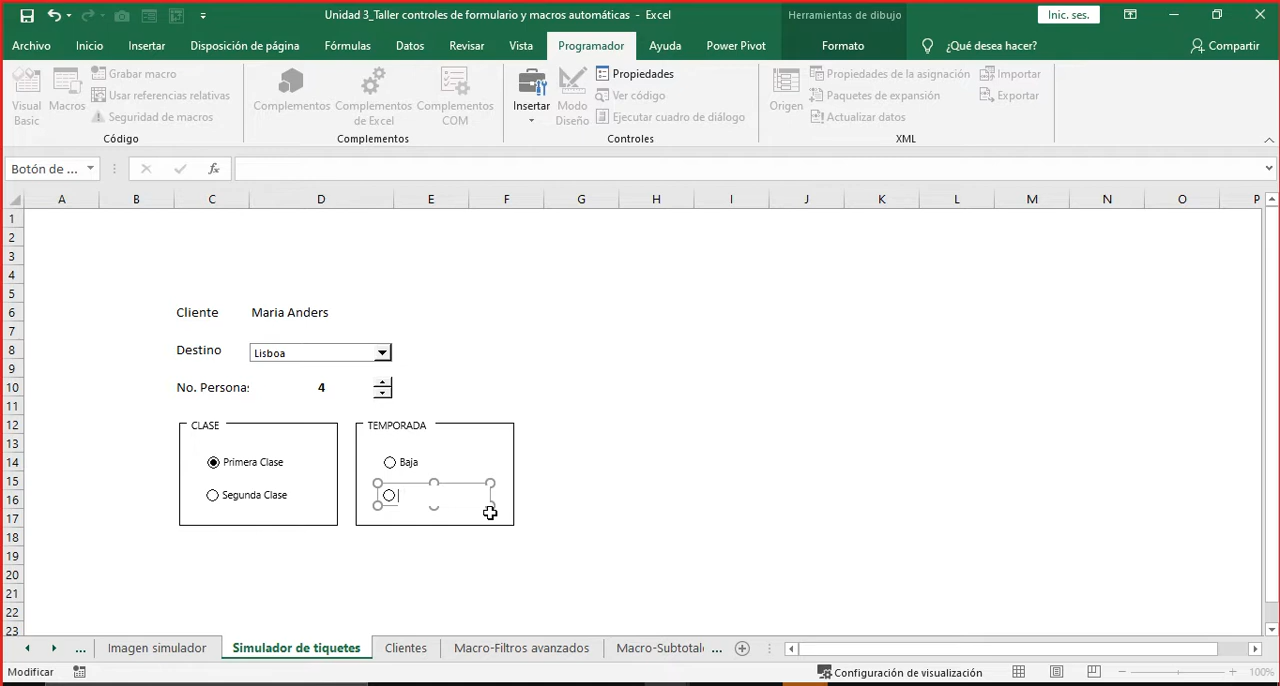 Unidad 3_Taller controles de formulario y macros automáticas - Excel
Herramientas de dibujo
Inic. ses.
Archivo Inicio Insertar Disposición de página Fórmulas Datos Revisar Vista Programador Ayuda Power Pivot Formato ¿Qué desea hacer? Compartir
Visual Basic
Macros
Grabar macro
Usar referencias relativas
Seguridad de macros
Código
Complementos
Complementos de Excel
Complementos COM
Complementos
Insertar
Modo Diseño
Propiedades
Ver código
Ejecutar cuadro de diálogo
Controles
Origen
Propiedades de la asignación
Paquetes de expansión
Actualizar datos
Importar
Exportar
XML
Botón de ...
fx
A B C D E F G H I J K L M N O P
1
2
3
4
5
6 Cliente Maria Anders
7
8 Destino Lisboa
9
10 No. Persona: 4
11
12 CLASE TEMPORADA
13
14 Primera Clase Baja
15
16 Segunda Clase
17
18
19
20
21
22
23
... Imagen simulador Simulador de tiquetes Clientes Macro-Filtros avanzados Macro-Subtotale ...
Modificar
Configuración de visualización
100%